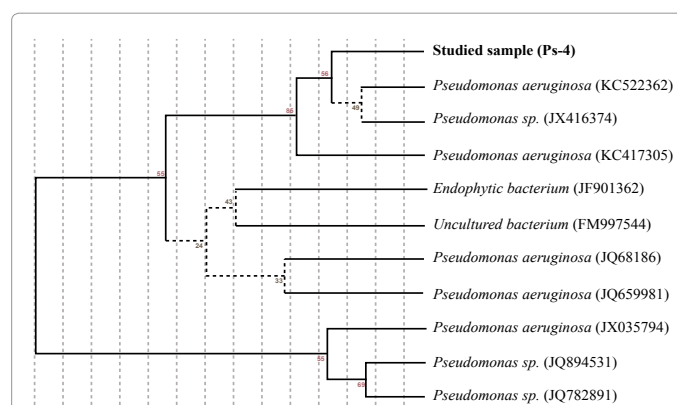 Studied sample (Ps-4)
56
Pseudomonas aeruginosa (KC522362)
49
Pseudomonas sp. (JX416374)
Pseudomonas aeruginosa (KC417305)
55
Endophytic bacterium (JF901362)
43
Uncultured bacterium (FM997544)
24
Pseudomonas aeruginosa (JQ68186)
33
Pseudomonas aeruginosa (JQ659981)
Pseudomonas aeruginosa (JX035794)
Pseudomonas sp. (JQ894531)
69
Pseudomonas sp. (JQ782891)